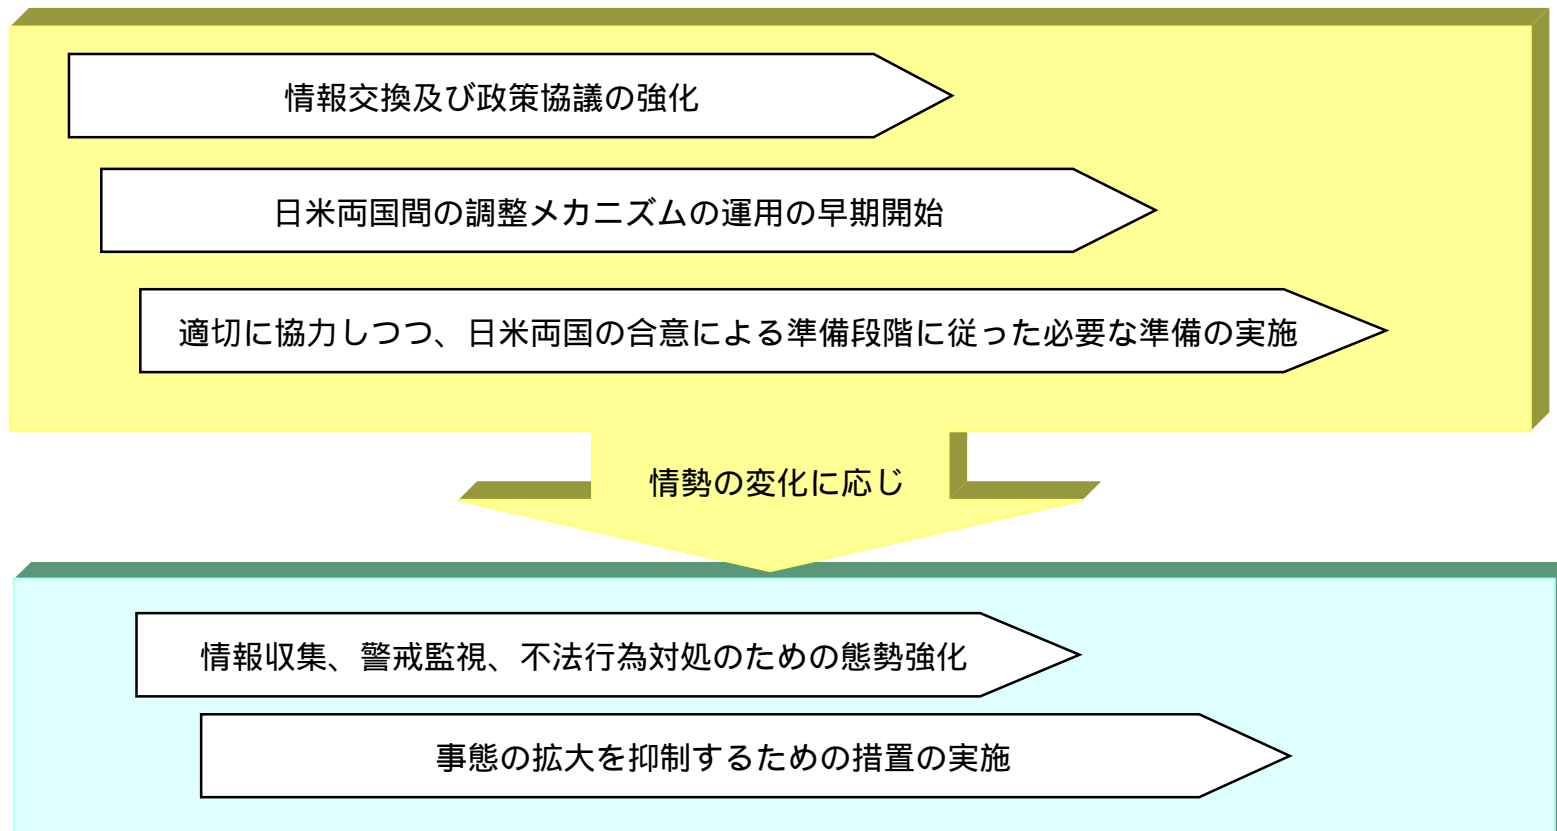 情報交換及び政策協議の強化
日米両国間の調整メカニズムの運用の早期開始
適切に協力しつつ、日米両国の合意による準備段階に従った必要な準備の実施
情勢の変化に応じ
情報収集、警戒監視、不法行為対処のための態勢強化
事態の拡大を抑制するための措置の実施